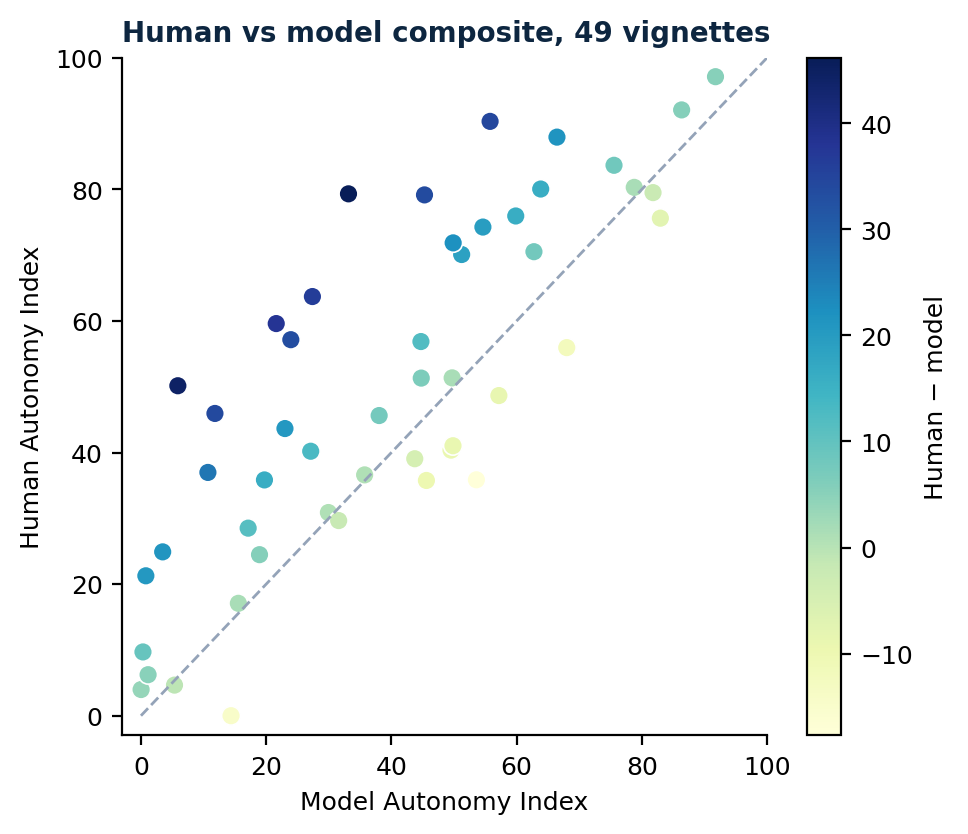 Human vs model composite, 49 vignettes
100
80
60
40
20
0
Human Autonomy Index
0 20 40 60 80 100
Model Autonomy Index
40
30
20
10
0
−10
Human − model